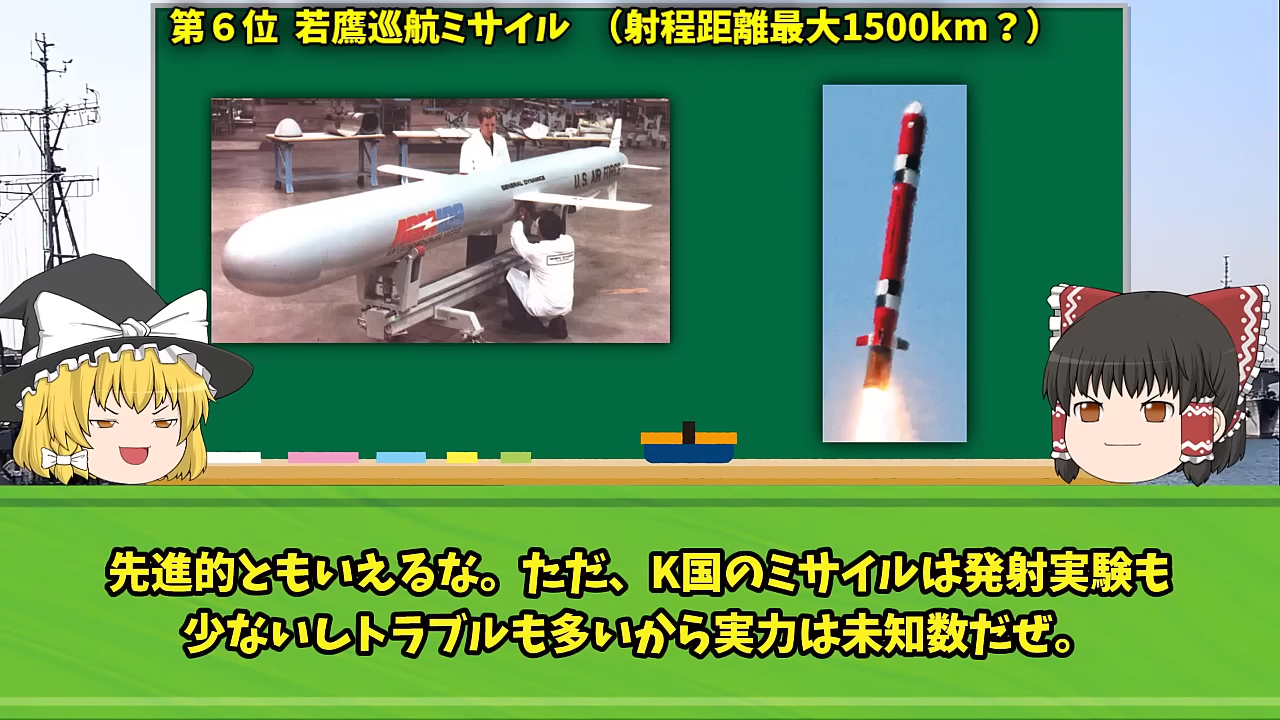 第６位 若鷹巡航ミサイル （射程距離最大1500km？）
GENERAL DYNAMICS
U.S. AIR FORCE
先進的ともいえるな。ただ、K国のミサイルは発射実験も
少ないしトラブルも多いから実力は未知数だぜ。